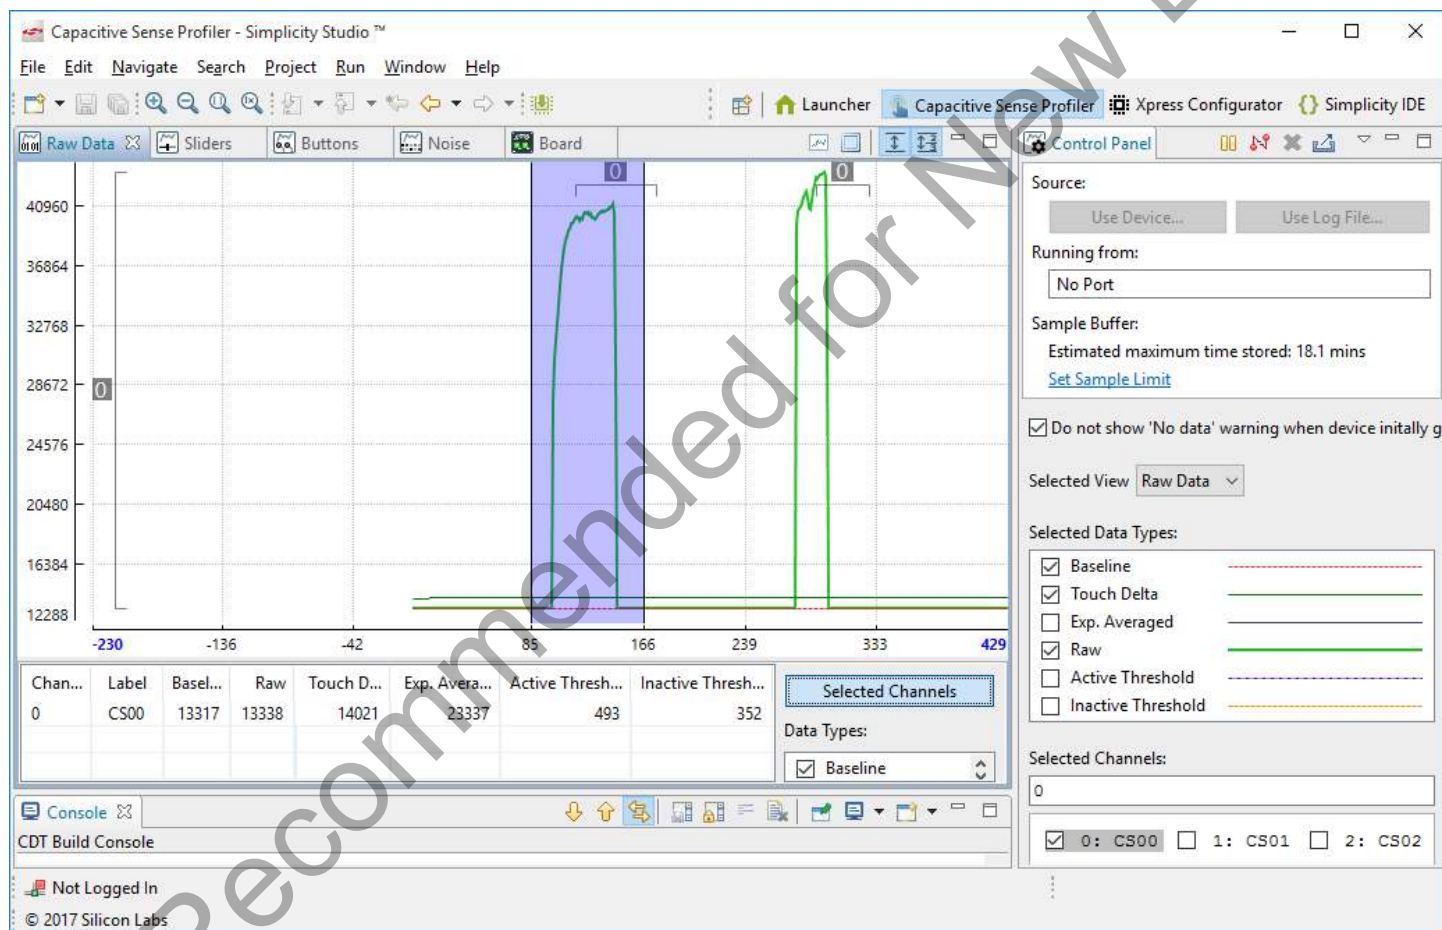 Capacitive Sense Profiler - Simplicity Studio ™
File Edit Navigate Search Project Run Window Help
Launcher Capacitive Sense Profiler Xpress Configurator Simplicity IDE
Raw Data Sliders Buttons Noise Board
Control Panel
40960
36864
32768
28672
24576
20480
16384
12288
0
0
0
-230 -136 -42 85 166 239 333 429
Chan... Label Basel... Raw Touch D... Exp. Avera... Active Thresh... Inactive Thresh...
0 CS00 13317 13338 14021 23337 493 352
Selected Channels
Data Types:
Baseline
Console
CDT Build Console
Source:
Use Device... Use Log File...
Running from:
No Port
Sample Buffer:
Estimated maximum time stored: 18.1 mins
Set Sample Limit
Do not show 'No data' warning when device initally g
Selected View Raw Data
Selected Data Types:
Baseline
Touch Delta
Exp. Averaged
Raw
Active Threshold
Inactive Threshold
Selected Channels:
0
0: CS00 1: CS01 2: CS02
Not Logged In
© 2017 Silicon Labs
Recommended for New